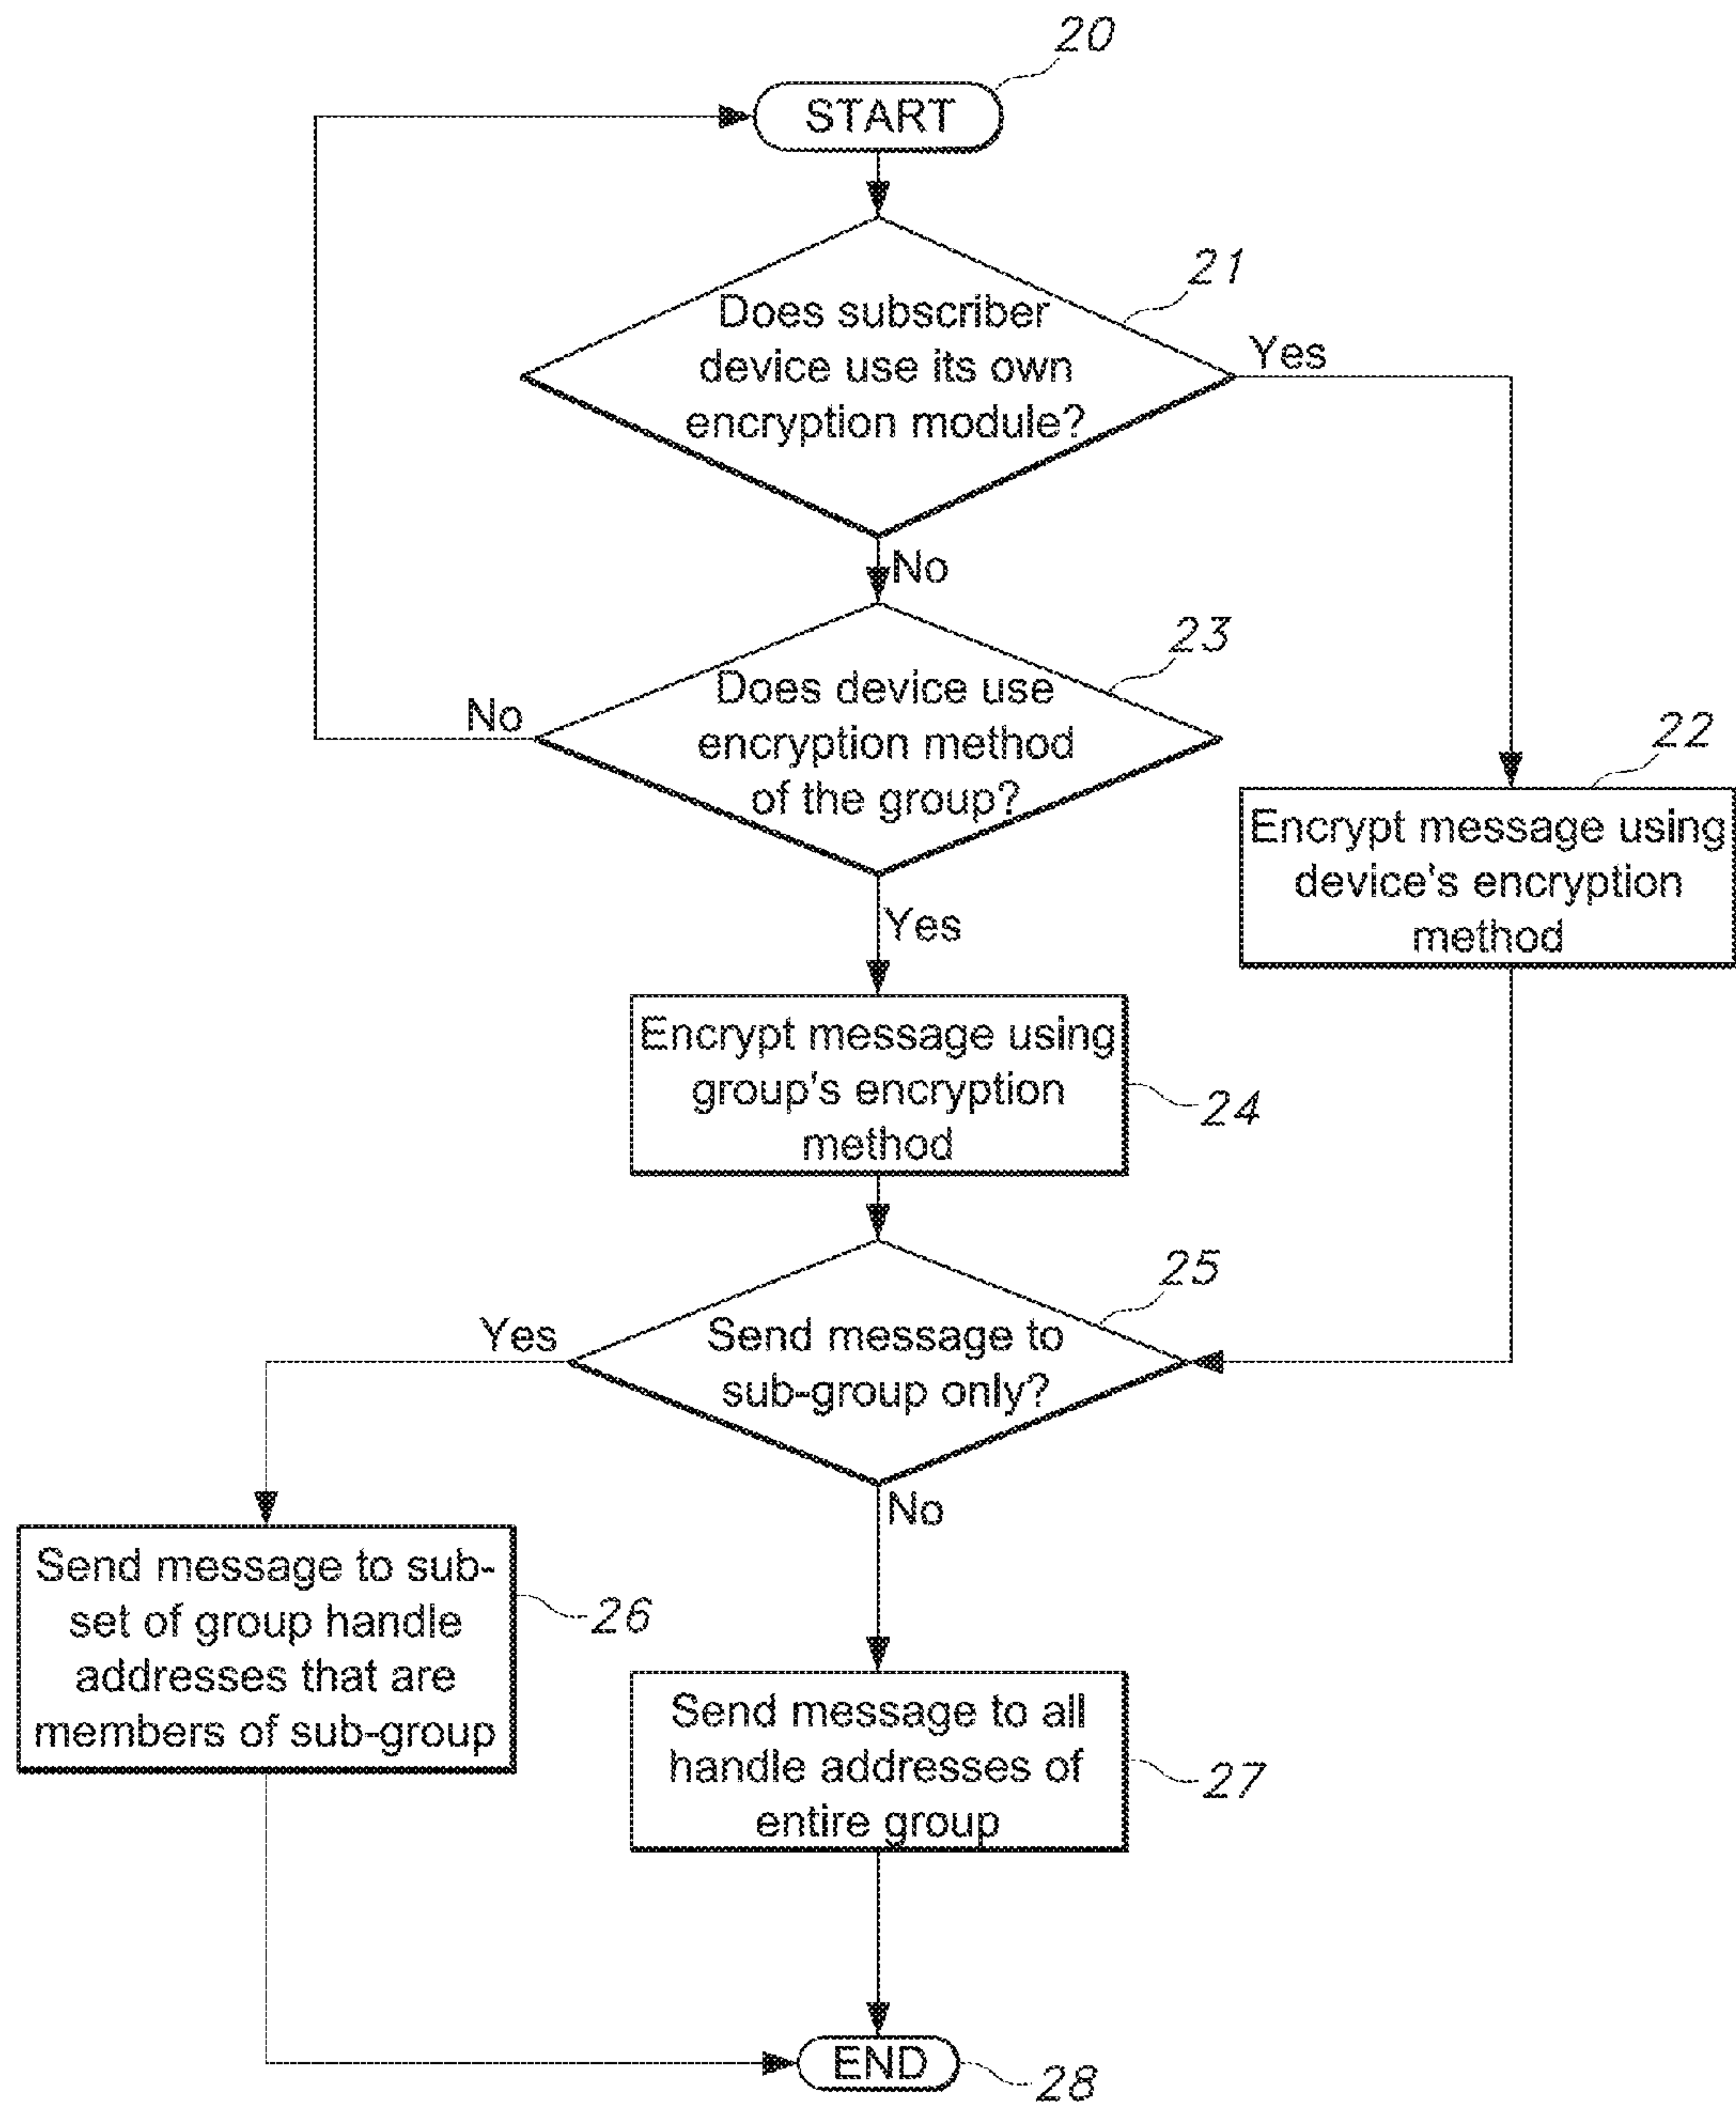 20
START
21
Does subscriber
device use its own
encryption module?
Yes
No
23
Does device use
encryption method
of the group?
No
22
Encrypt message using
device's encryption
method
Yes
Encrypt message using
group's encryption
method
24
25
Send message to
sub-group only?
Yes
No
Send message to sub-
set of group handle
addresses that are
members of sub-group
26
Send message to all
handle addresses of
entire group
27
END
28